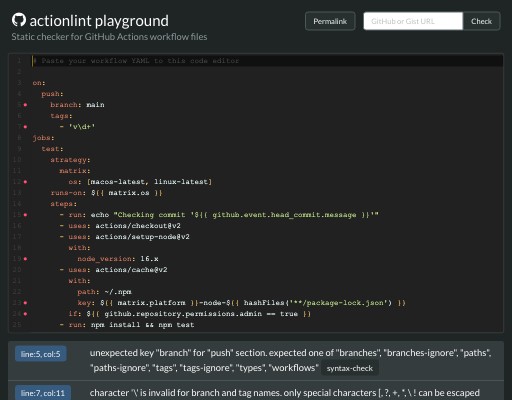 actionlint playground
Static checker for GitHub Actions workflow files
Permalink
GitHub or Gist URL
Check
1 # Paste your workflow YAML to this code editor
2
3 on:
4 push:
5 branch: main
6 tags:
7 - 'v\d+'
8 jobs:
9 test:
10 strategy:
11 matrix:
12 os: [macos-latest, linux-latest]
13 runs-on: ${{ matrix.os }}
14 steps:
15 - run: echo "Checking commit '${{ github.event.head_commit.message }}'"
16 - uses: actions/checkout@v2
17 - uses: actions/setup-node@v2
18 with:
19 node_version: 16.x
20 - uses: actions/cache@v2
21 with:
22 path: ~/.npm
23 key: ${{ matrix.platform }}-node-${{ hashFiles('**/package-lock.json') }}
24 if: ${{ github.repository.permissions.admin == true }}
25 - run: npm install && npm test
line:5, col:5
unexpected key "branch" for "push" section. expected one of "branches", "branches-ignore", "paths",
"paths-ignore", "tags", "tags-ignore", "types", "workflows" syntax-check
line:7, col:11
character '\' is invalid for branch and tag names. only special characters [, ?, +, *, \ ! can be escaped